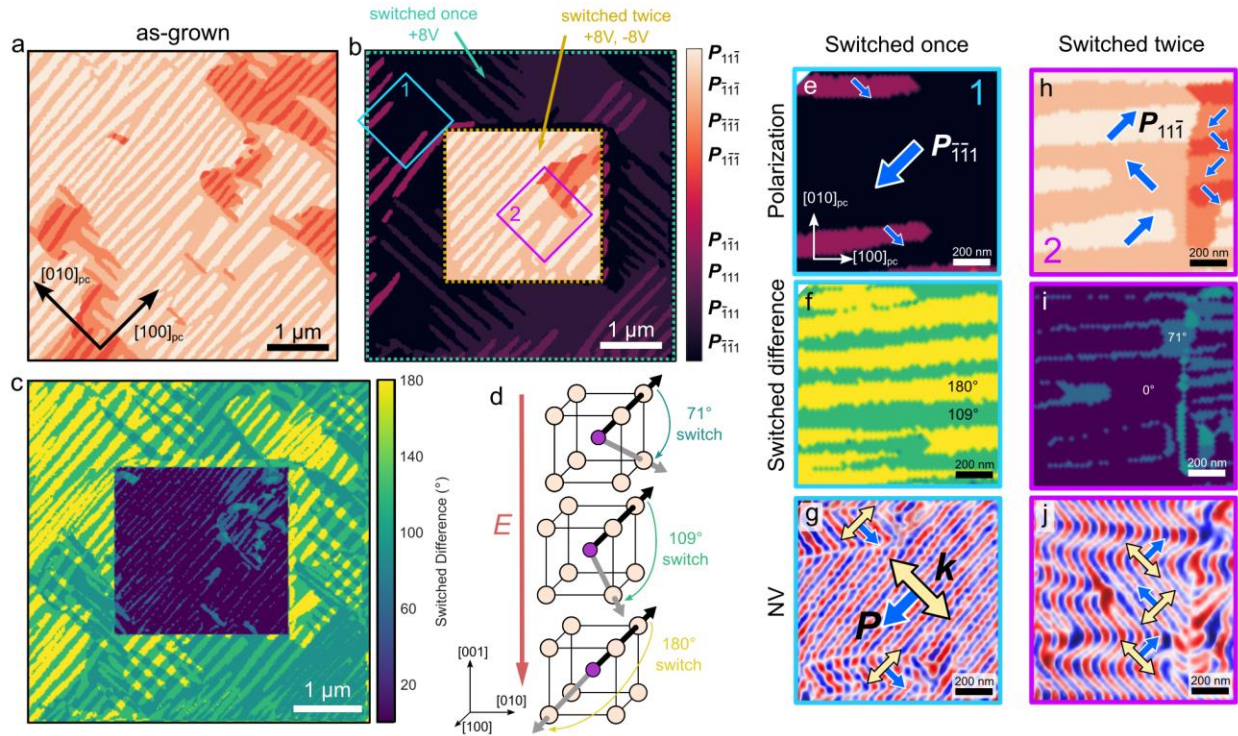 as-grown
a
[010]pc
[100]pc
1 μm
switched once
+8V
switched twice
+8V, -8V
b
1
2
1 μm
P111̄
P1̄11̄
P1̄1̄1̄
P11̄1̄
P11̄1
P111
P1̄11
P1̄1̄1
c
1 μm
180
140
100
60
20
Switched Difference (°)
d
E
71°
switch
109°
switch
180°
switch
[001]
[010]
[100]
Switched once
Switched twice
Polarization
e
1
P1̄1̄1
[010]pc
[100]pc
200 nm
h
P111̄
2
200 nm
Switched difference
f
180°
109°
200 nm
i
71°
0°
200 nm
NV
g
k
P
200 nm
j
200 nm